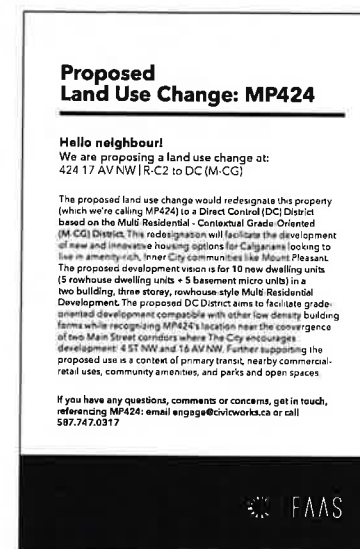 Proposed
Land Use Change: MP424
Hello neighbour!
We are proposing a land use change at:
424 17 AV NW | R-C2 to DC (M-CG)
The proposed land use change would redesignate this property
(which we're calling MP424) to a Direct Control (DC) District
based on the Multi-Residential - Contextual Grade-Oriented
(M-CG) District. This redesignation will facilitate the development
of new and innovative housing options for Calgarians looking to
live in amenity-rich, Inner City communities like Mount Pleasant.
The proposed development vision is for 10 new dwelling units
(5 rowhouse dwelling units + 5 basement micro units) in a
two building, three storey, rowhouse-style Multi-Residential
Development. The proposed DC District aims to facilitate grade-
oriented development compatible with other low density building
forms while recognizing MP424's location near the convergence
of two Main Street corridors where The City encourages
development: 4 ST NW and 16 AV NW. Further supporting the
proposed use is a context of primary transit, nearby commercial-
retail uses, community amenities, and parks and open spaces.
If you have any questions, comments or concerns, get in touch,
referencing MP424: email engage@civicworks.ca or call
587.747.0317
FAAS